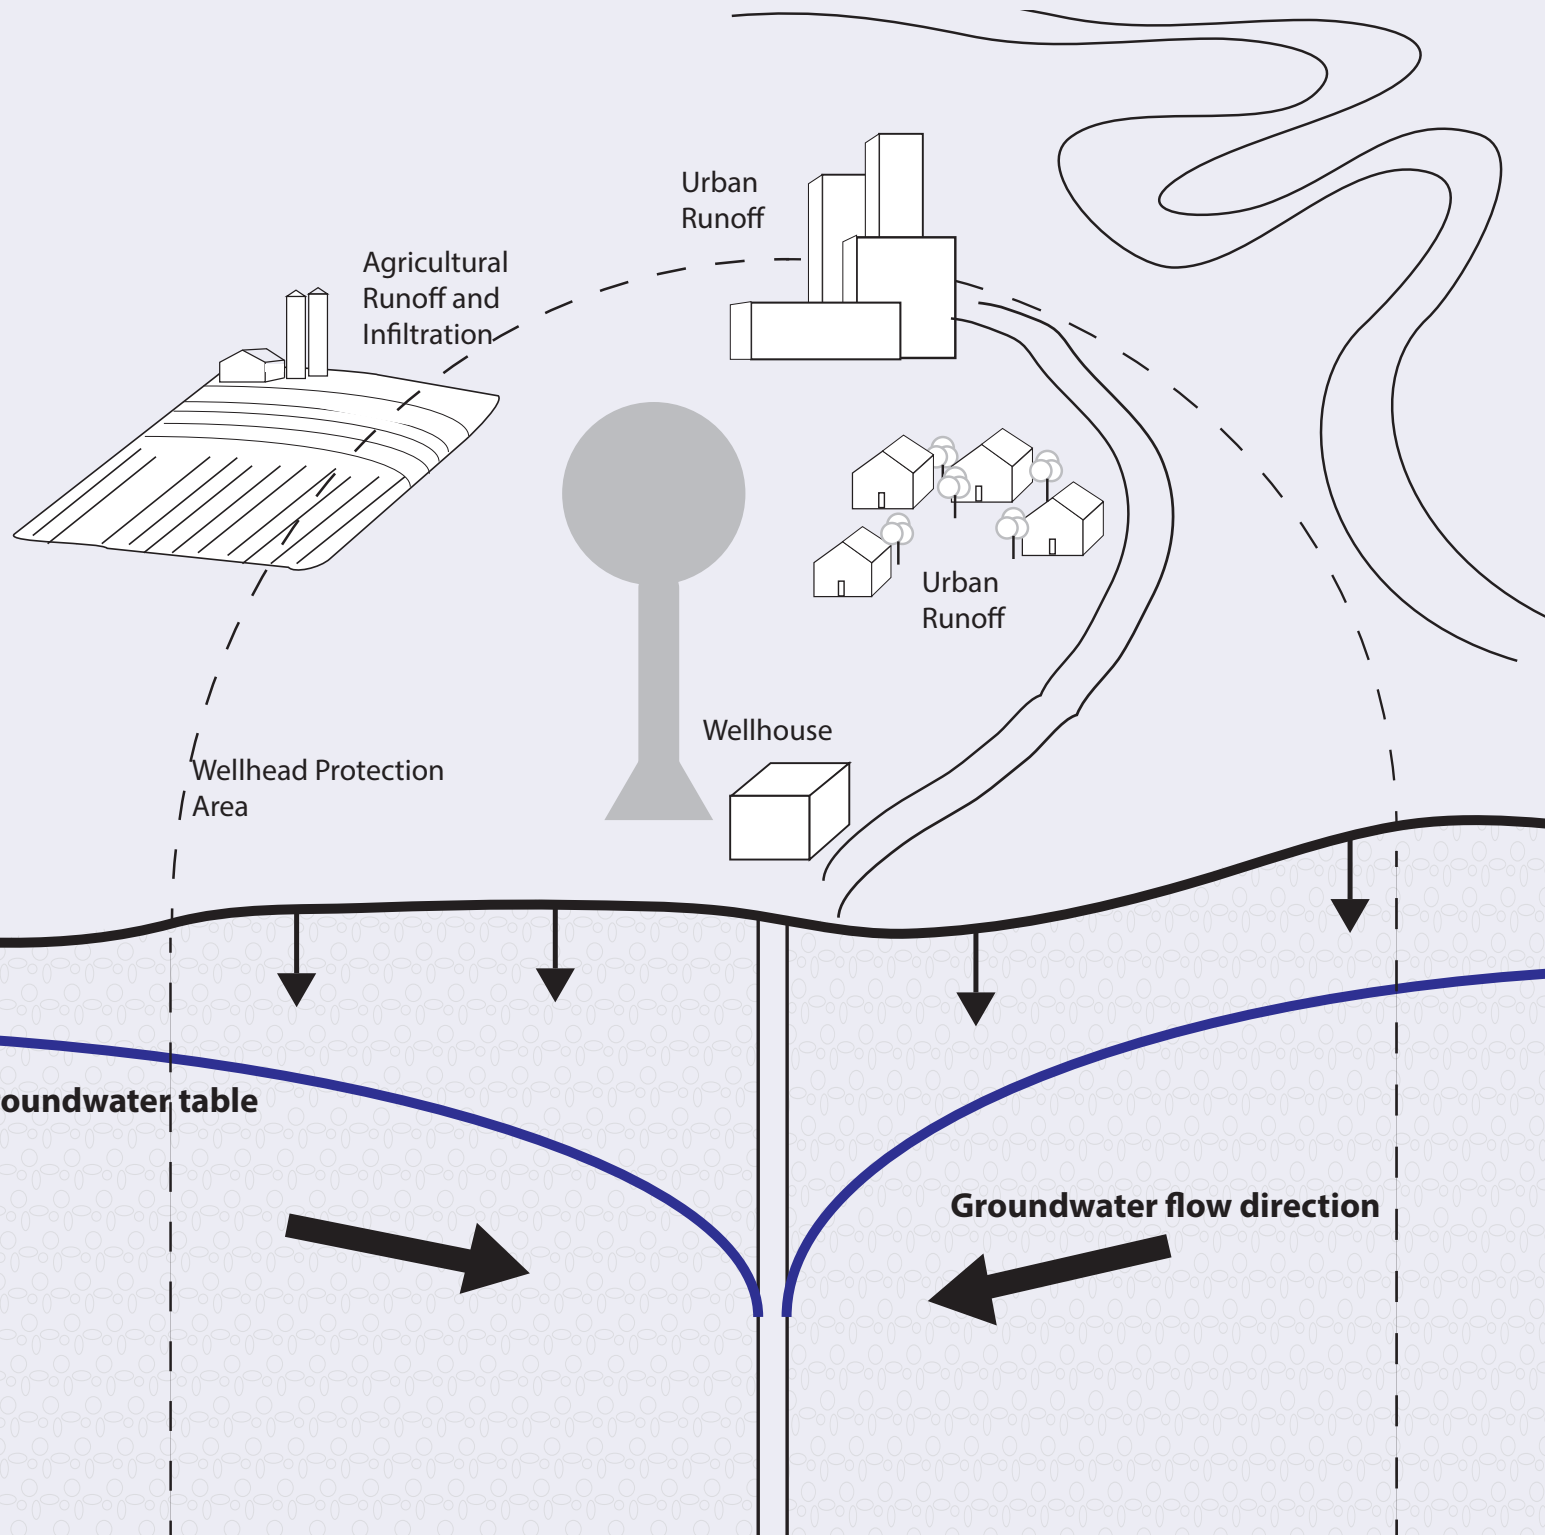 Urban
Runoff
Agricultural
Runoff and
Infiltration
Urban
Runoff
Wellhouse
Wellhead Protection
Area
oundwater table
Groundwater flow direction